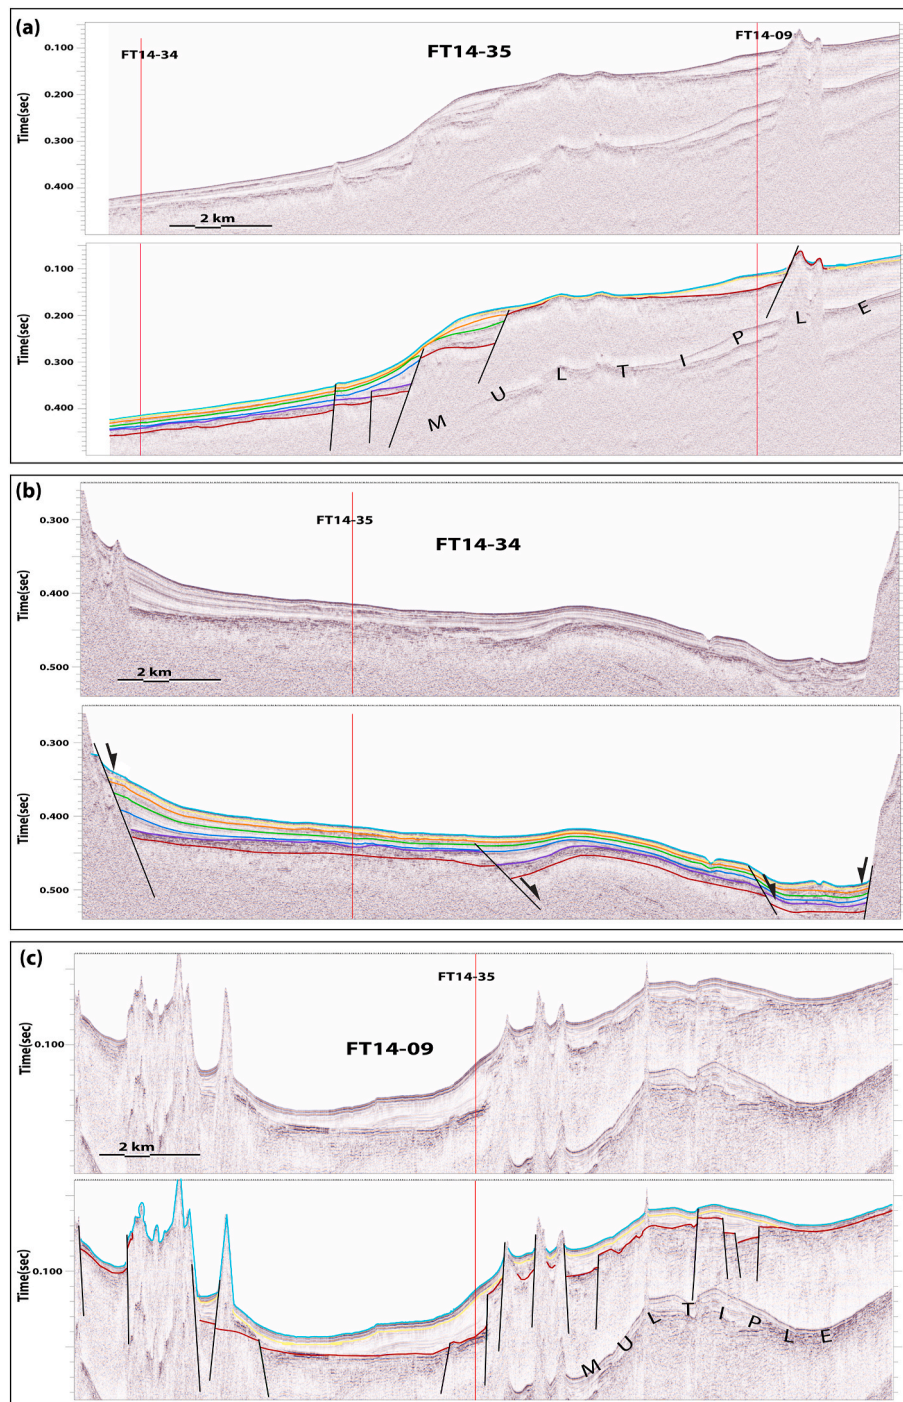 (a)
FT14-34
FT14-35
FT14-09
Time(sec)
0.100
0.200
0.300
0.400
2 km
Time(sec)
0.100
0.200
0.300
0.400
M U L T I P L E
(b)
FT14-35
FT14-34
Time(sec)
0.300
0.400
0.500
2 km
Time(sec)
0.300
0.400
0.500
(c)
FT14-35
FT14-09
Time(sec)
0.100
2 km
Time(sec)
0.100
M U L T I P L E